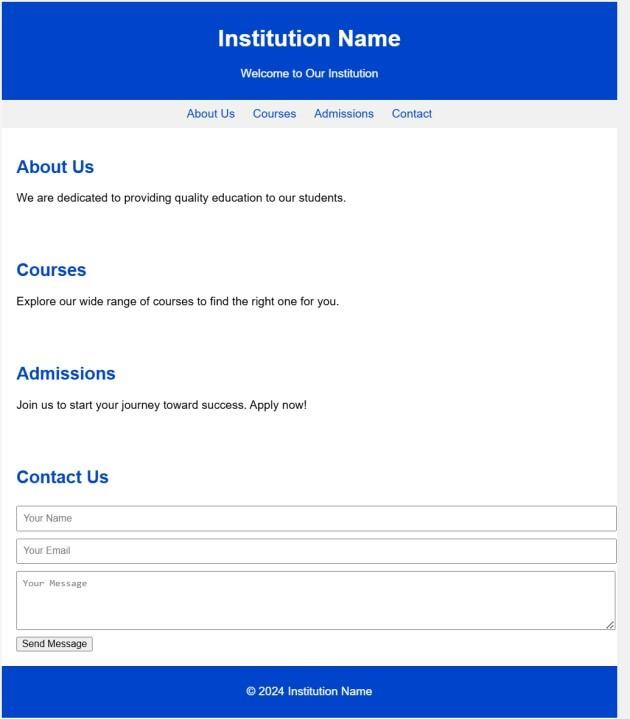 Institution Name
Welcome to Our Institution
About Us Courses Admissions Contact
About Us
We are dedicated to providing quality education to our students.
Courses
Explore our wide range of courses to find the right one for you.
Admissions
Join us to start your journey toward success. Apply now!
Contact Us
Your Name
Your Email
Your Message
Send Message
© 2024 Institution Name